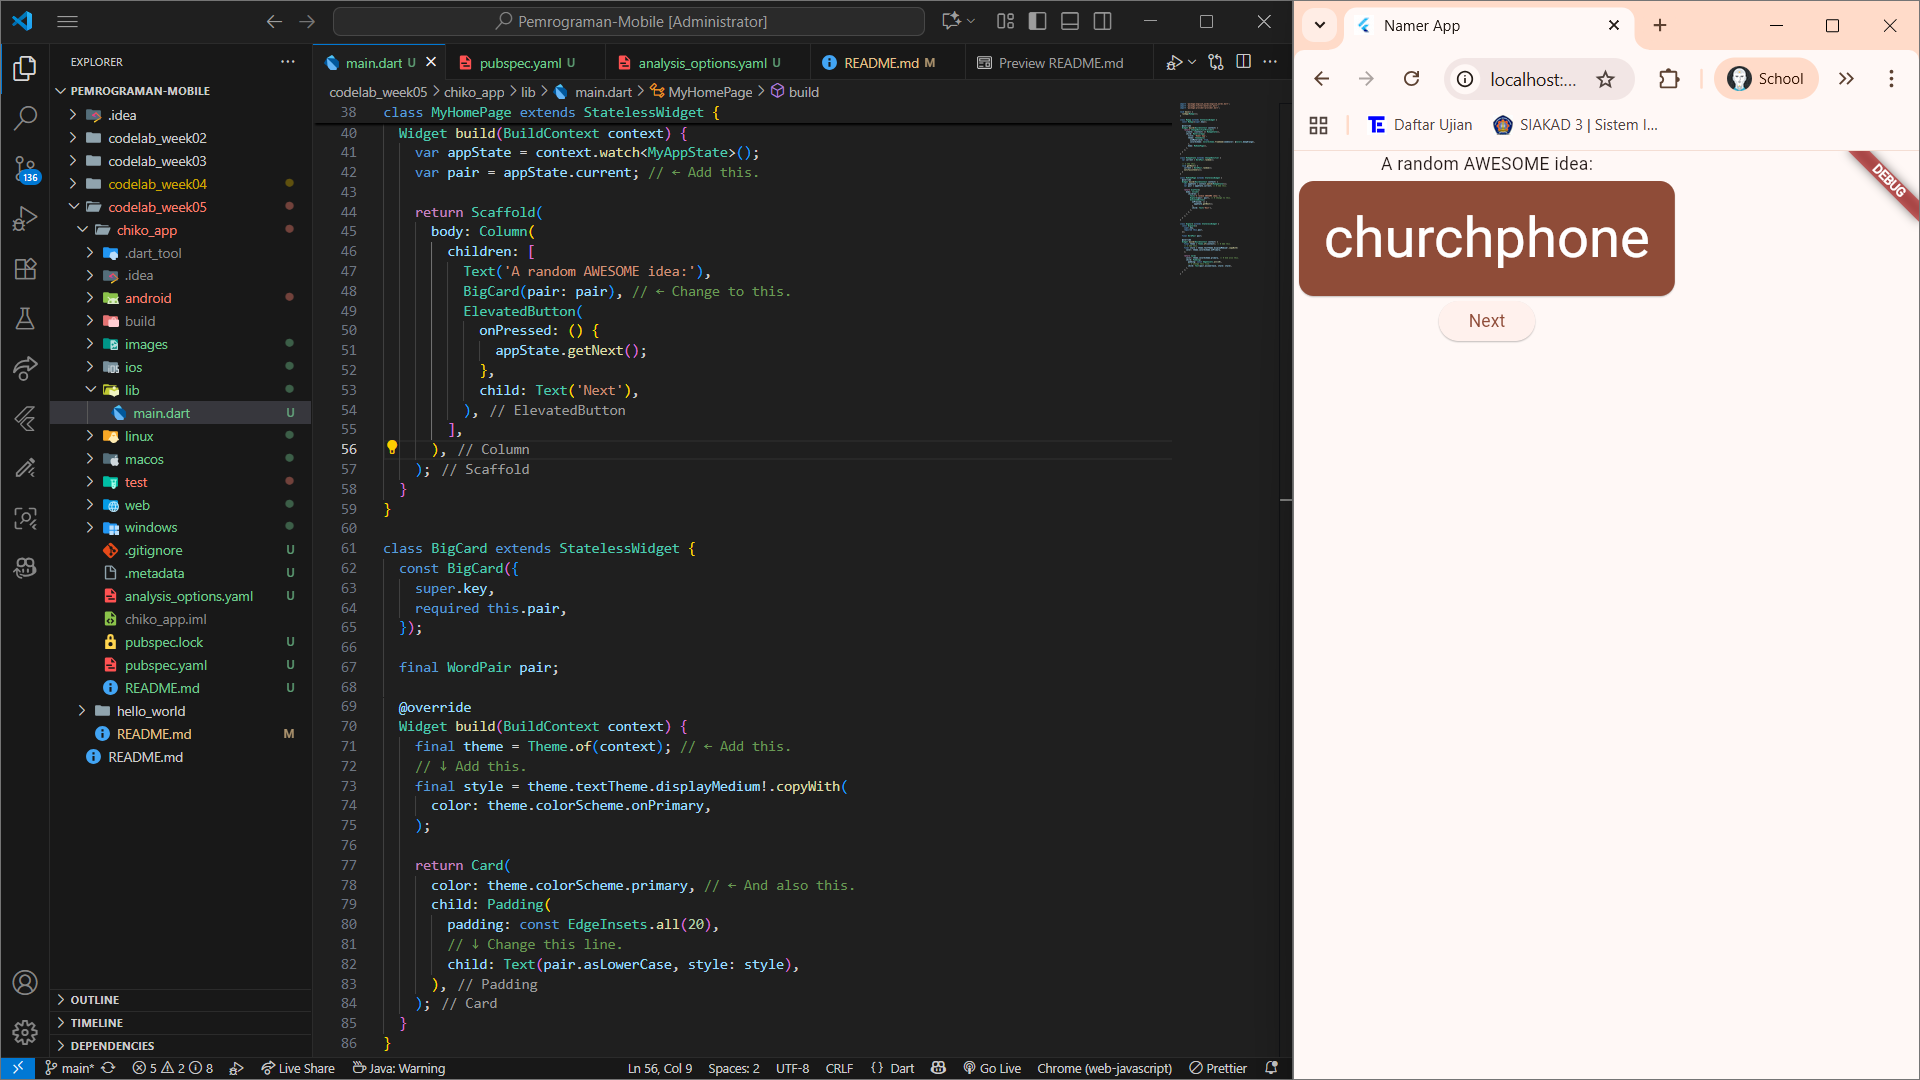 Pemrograman-Mobile [Administrator]
EXPLORER
PEMROGRAMAN-MOBILE
.idea
codelab_week02
codelab_week03
codelab_week04
codelab_week05
chiko_app
.dart_tool
.idea
android
build
images
ios
lib
main.dart U
linux
macos
test
web
windows
.gitignore U
.metadata U
analysis_options.yaml U
chiko_app.iml
pubspec.lock U
pubspec.yaml U
README.md U
hello_world
README.md M
README.md
OUTLINE
TIMELINE
DEPENDENCIES
136
main.dart U
pubspec.yaml U
analysis_options.yaml U
README.md M
Preview README.md
codelab_week05 > chiko_app > lib > main.dart > MyHomePage > build
38 class MyHomePage extends StatelessWidget {
40 Widget build(BuildContext context) {
41 var appState = context.watch<MyAppState>();
42 var pair = appState.current; // ← Add this.
43
44 return Scaffold(
45 body: Column(
46 children: [
47 Text('A random AWESOME idea:'),
48 BigCard(pair: pair), // ← Change to this.
49 ElevatedButton(
50 onPressed: () {
51 appState.getNext();
52 },
53 child: Text('Next'),
54 ), // ElevatedButton
55 ],
56 ), // Column
57 ); // Scaffold
58 }
59 }
60
61 class BigCard extends StatelessWidget {
62 const BigCard({
63 super.key,
64 required this.pair,
65 });
66
67 final WordPair pair;
68
69 @override
70 Widget build(BuildContext context) {
71 final theme = Theme.of(context); // ← Add this.
72 // ↓ Add this.
73 final style = theme.textTheme.displayMedium!.copyWith(
74 color: theme.colorScheme.onPrimary,
75 );
76
77 return Card(
78 color: theme.colorScheme.primary, // ← And also this.
79 child: Padding(
80 padding: const EdgeInsets.all(20),
81 // ↓ Change this line.
82 child: Text(pair.asLowerCase, style: style),
83 ), // Padding
84 ); // Card
85 }
86 }
main* 5 2 8 Live Share Java: Warning Ln 56, Col 9 Spaces: 2 UTF-8 CRLF {} Dart Go Live Chrome (web-javascript) Prettier
Namer App
localhost:...
School
Daftar Ujian
SIAKAD 3 | Sistem I...
A random AWESOME idea:
DEBUG
churchphone
Next